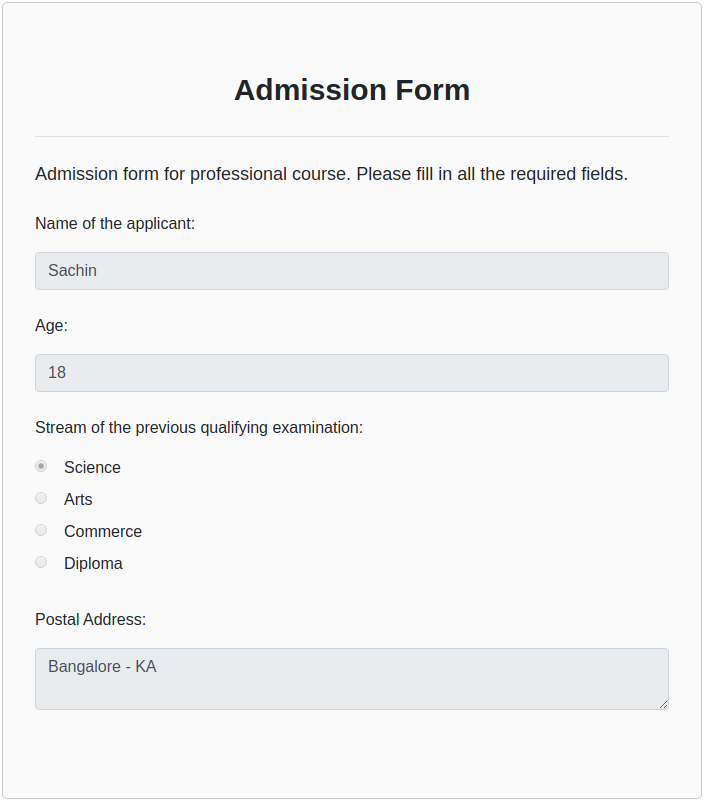 Admission Form
Admission form for professional course. Please fill in all the required fields.
Name of the applicant:
Sachin
Age:
18
Stream of the previous qualifying examination:
Science
Arts
Commerce
Diploma
Postal Address:
Bangalore - KA